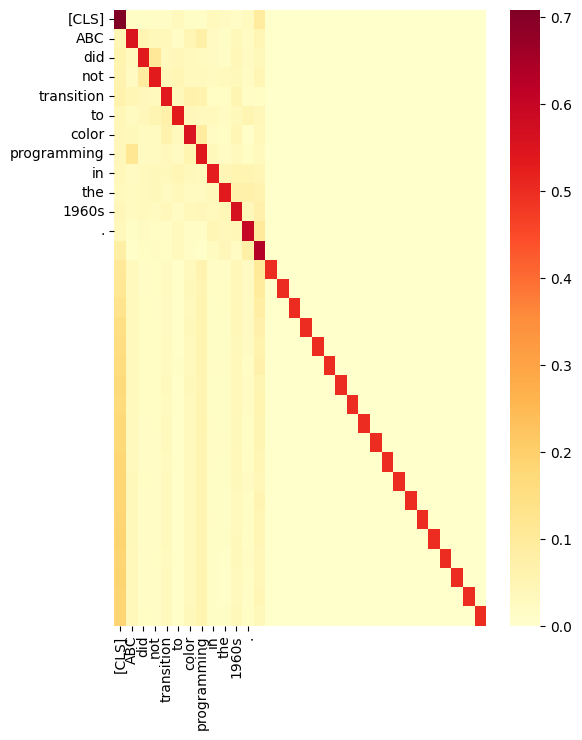 [CLS]
ABC
did
not
transition
to
color
programming
in
the
1960s
.
0.7
0.6
0.5
0.4
0.3
0.2
0.1
0.0
[CLS]
ABC
did
not
transition
to
color
programming
in
the
1960s
.